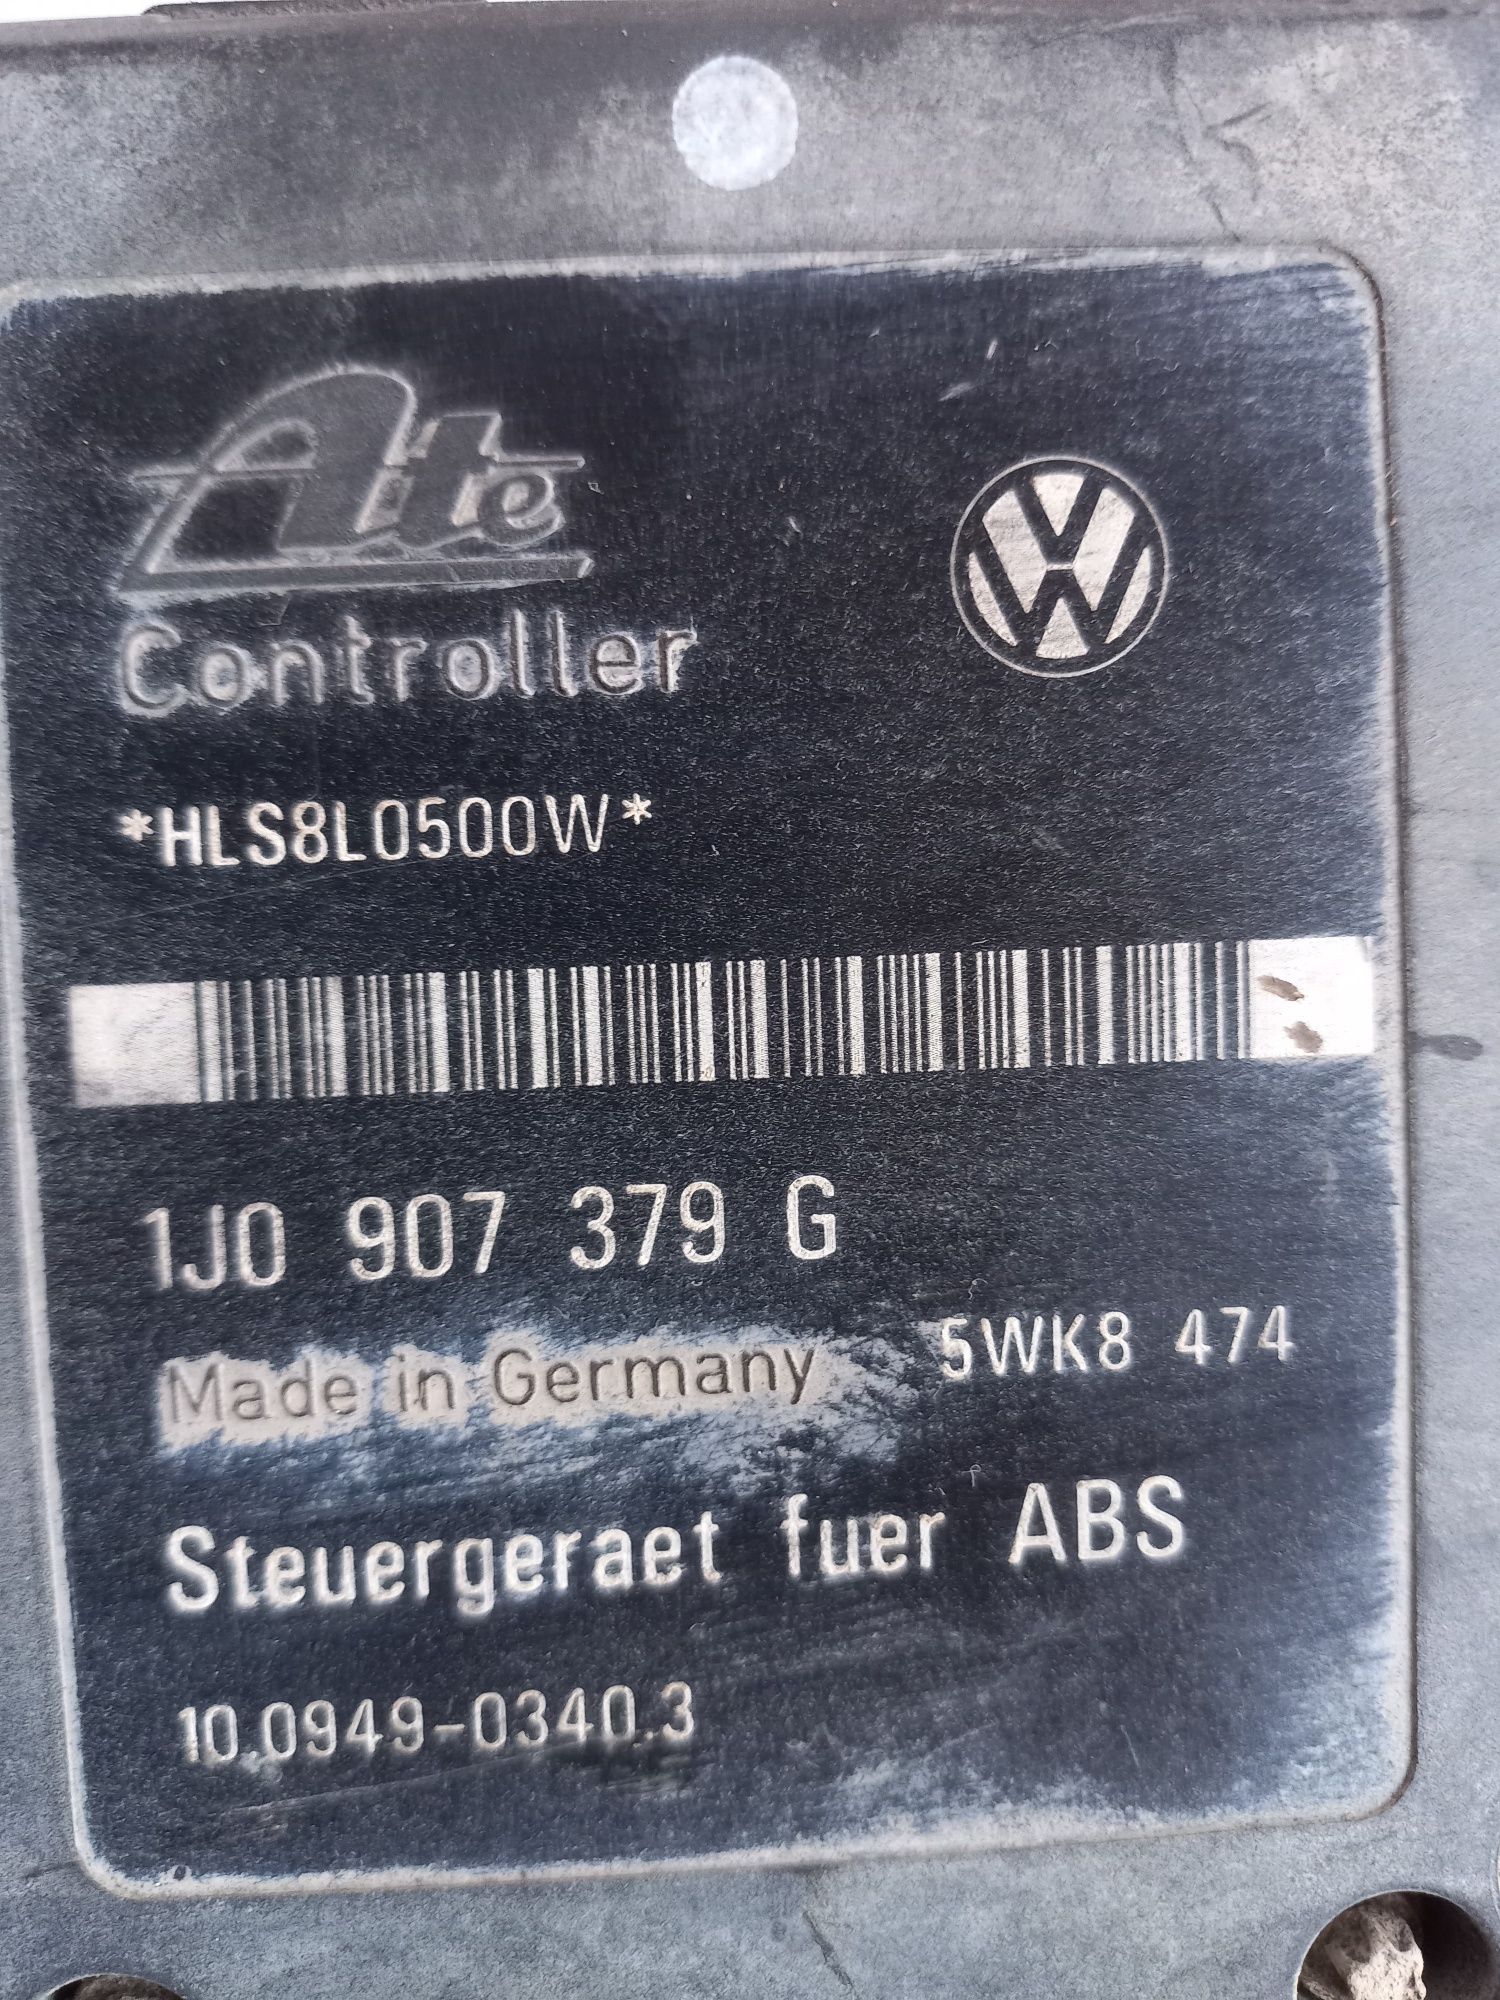 Ate
Controller
*HLS8L0500W*
1J0 907 379 G
Made in Germany 5WK8 474
Steuergeraet fuer ABS
10.0949-0340.3